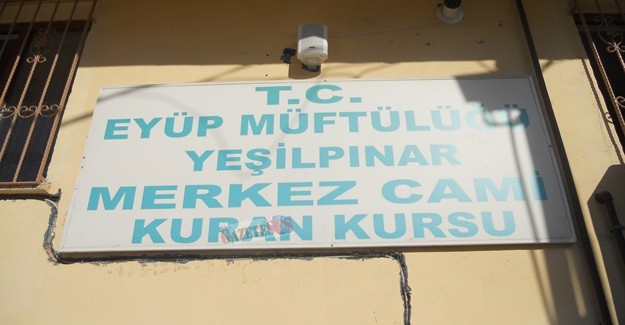 T.C.
EYÜP MÜFTÜLÜĞÜ
YEŞİLPINAR
MERKEZ CAMİ
KURAN KURSU